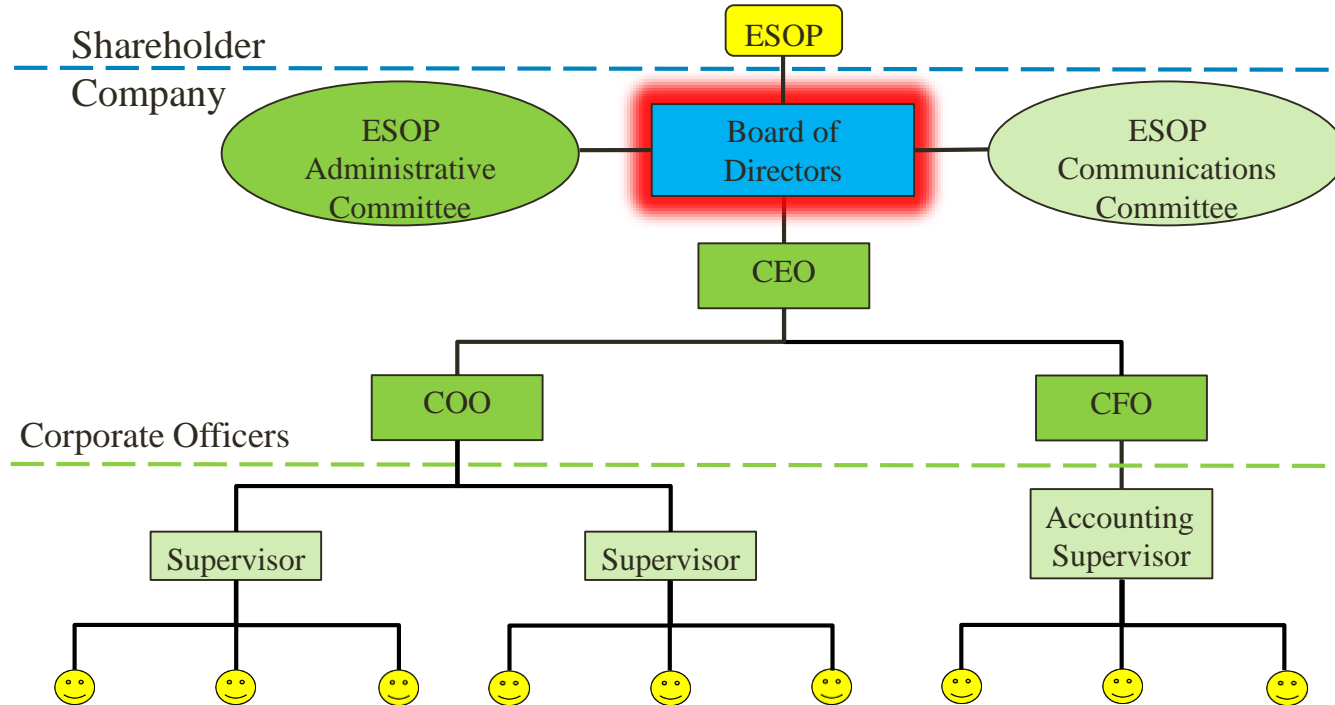 ESOP
Shareholder
Company
ESOP
Administrative
Committee
Board of
Directors
ESOP
Communications
Committee
CEO
COO
CFO
Corporate Officers
Supervisor
Supervisor
Accounting
Supervisor